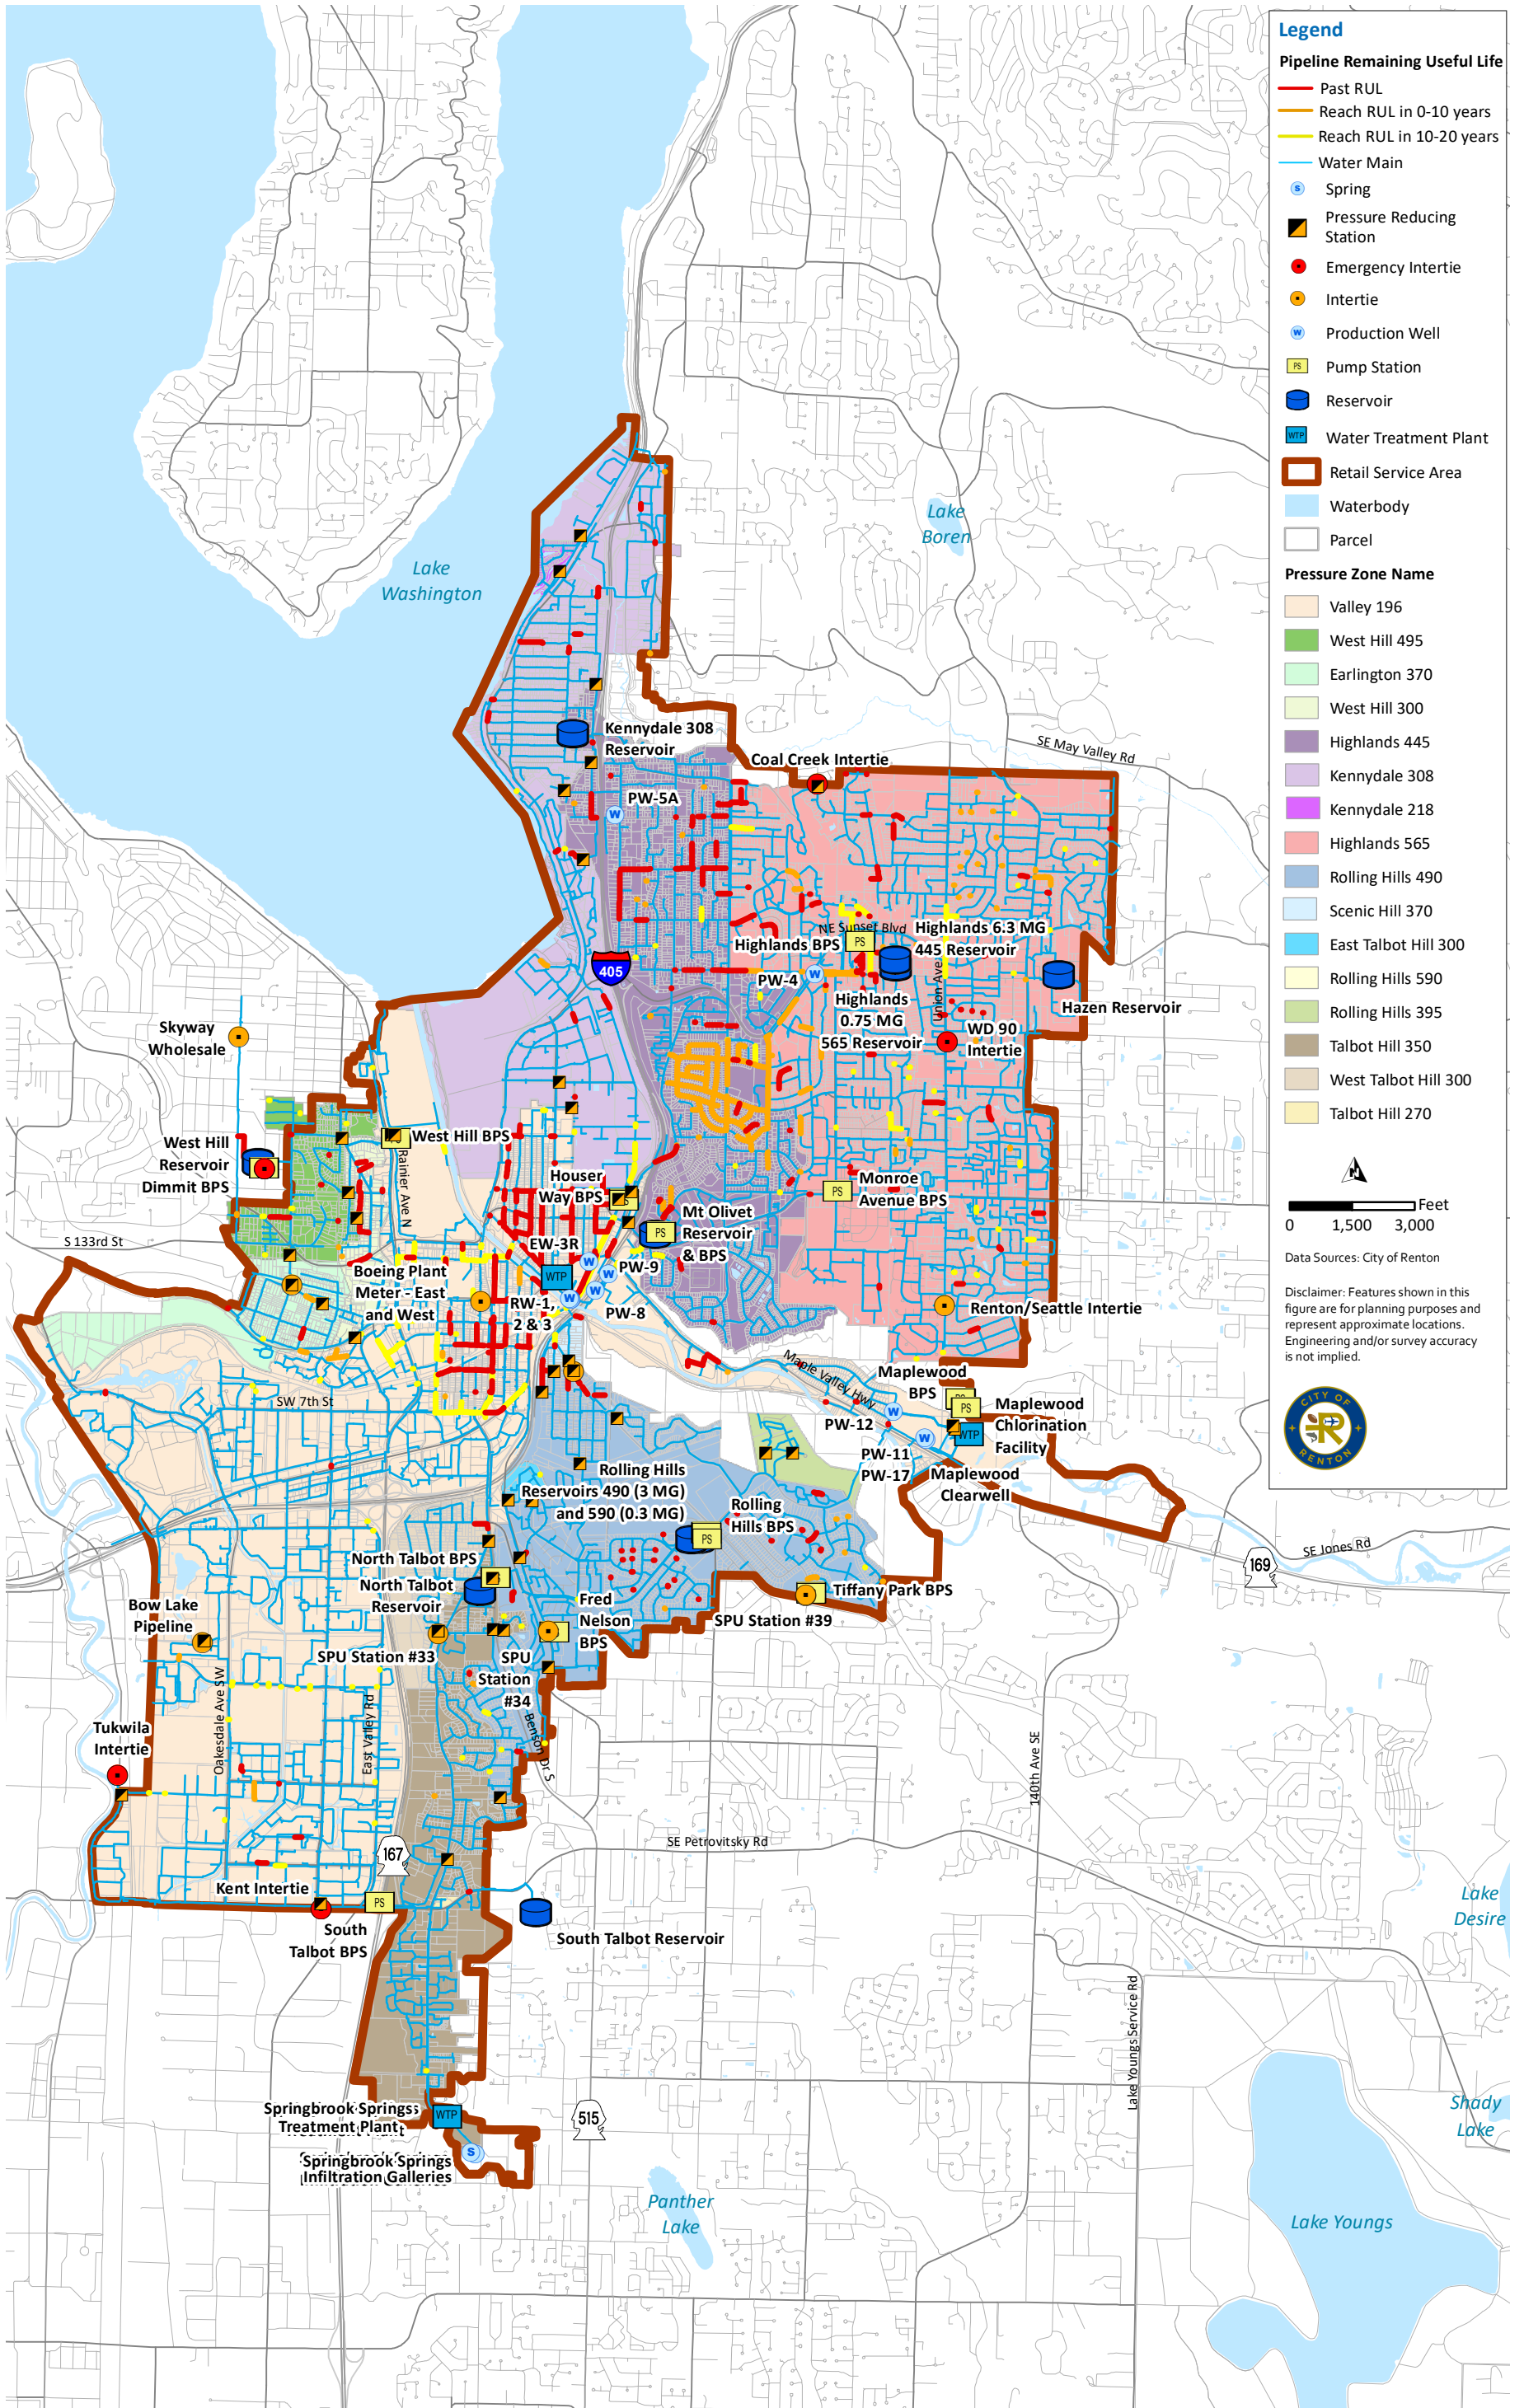 Legend
Pipeline Remaining Useful Life
Past RUL
Reach RUL in 0-10 years
Reach RUL in 10-20 years
Water Main
S
Spring
Pressure Reducing
Station
Emergency Intertie
Intertie
W
Production Well
PS
Pump Station
Reservoir
WTP
Water Treatment Plant
Retail Service Area
Waterbody
Parcel
Pressure Zone Name
Valley 196
West Hill 495
Earlington 370
West Hill 300
Highlands 445
Kennydale 308
Kennydale 218
Highlands 565
Rolling Hills 490
Scenic Hill 370
East Talbot Hill 300
Rolling Hills 590
Rolling Hills 395
Talbot Hill 350
West Talbot Hill 300
Talbot Hill 270
Feet
0 1,500 3,000
Data Sources: City of Renton
Disclaimer: Features shown in this
figure are for planning purposes and
represent approximate locations.
Engineering and/or survey accuracy
is not implied.
CITY OF
R
RENTON
Lake
Boren
Lake
Washington
Kennydale 308
Reservoir
SE May Valley Rd
Coal Creek Intertie
PW-5A
W
NE Sunset Blvd
Highlands 6.3 MG
445 Reservoir
Highlands BPS
PS
405
PW-4
W
Union Ave
Highlands
0.75 MG
565 Reservoir
Hazen Reservoir
WD 90
Intertie
Skyway
Wholesale
West Hill
Reservoir
Dimmit BPS
West Hill BPS
Rainier Ave N
Houser
Way BPS
Monroe
Avenue BPS
PS
Mt Olivet
Reservoir
& BPS
PS
S 133rd St
EW-3R
W
PW-9
W
WTP
Boeing Plant
Meter - East
and West
RW-1,
2 & 3
W
W
PW-8
Renton/Seattle Intertie
Maple Valley Hwy
Maplewood
BPS
PS
PS
SW 7th St
PW-12
W
Maplewood
Chlorination
Facility
WTP
W
PW-11
PW-17
Maplewood
Clearwell
Rolling Hills
Reservoirs 490 (3 MG)
and 590 (0.3 MG)
Rolling
Hills BPS
PS
SE Jones Rd
169
North Talbot BPS
North Talbot
Reservoir
Tiffany Park BPS
SPU Station #39
Fred
Nelson
BPS
Bow Lake
Pipeline
SPU Station #33
SPU
Station
#34
Oakesdale Ave SW
East Valley Rd
Benson Dr S
Tukwila
Intertie
140th Ave SE
SE Petrovitsky Rd
167
Kent Intertie
PS
South
Talbot BPS
South Talbot Reservoir
Lake
Desire
Lake Youngs Service Rd
Springbrook Springs
Treatment Plant
WTP
515
Shady
Lake
S
Springbrook Springs
Infiltration Galleries
Panther
Lake
Lake Youngs